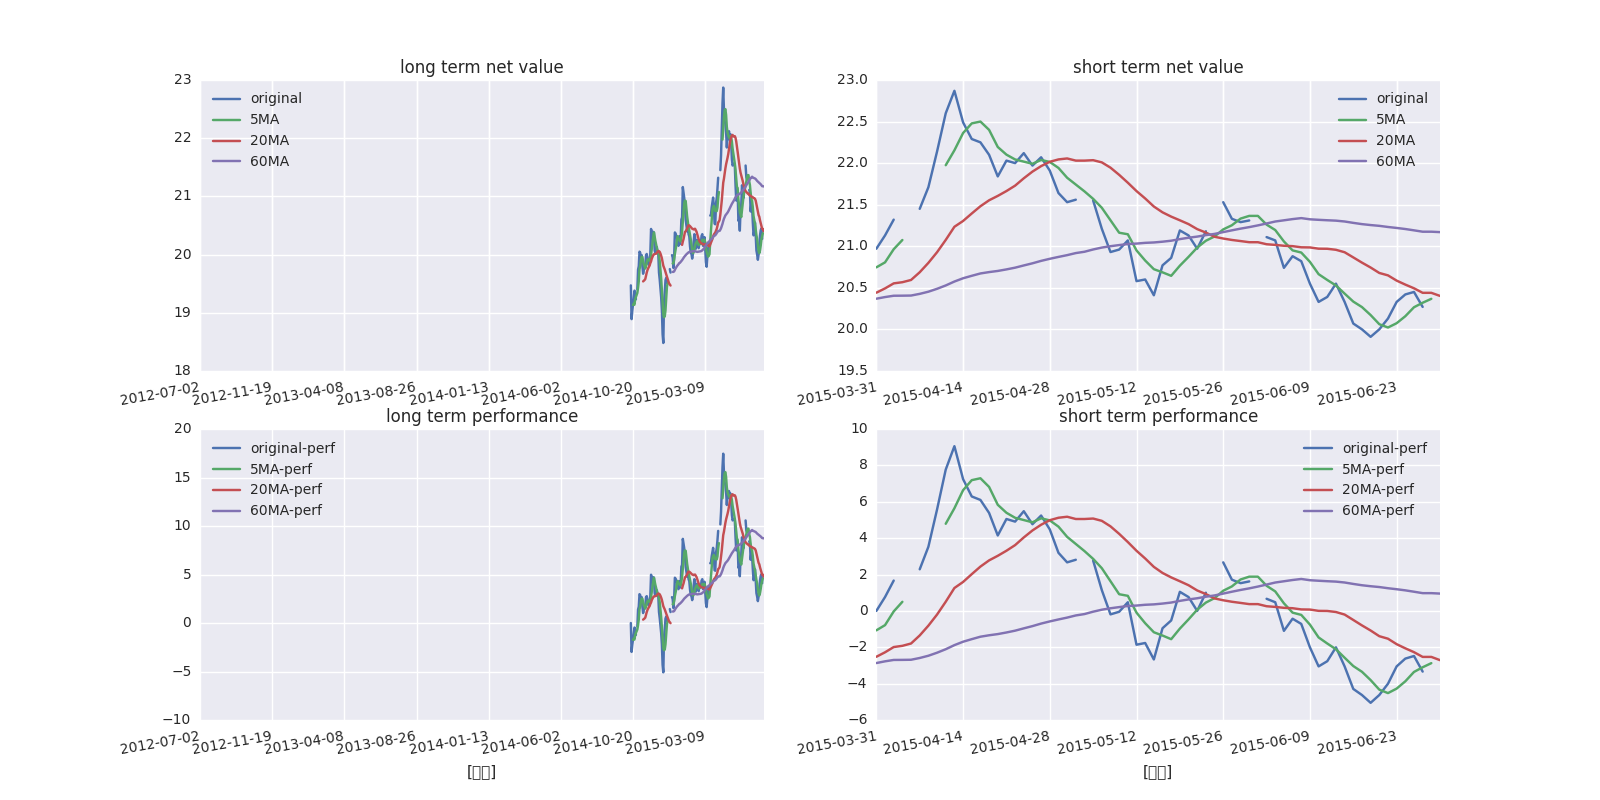 long term net value
23
22
21
20
19
18
original
5MA
20MA
60MA
2012-07-02 2012-11-19 2013-04-08 2013-08-26 2014-01-13 2014-06-02 2014-10-20 2015-03-09
short term net value
23.0
22.5
22.0
21.5
21.0
20.5
20.0
19.5
original
5MA
20MA
60MA
2015-03-31 2015-04-14 2015-04-28 2015-05-12 2015-05-26 2015-06-09 2015-06-23
long term performance
20
15
10
5
0
−5
−10
original-perf
5MA-perf
20MA-perf
60MA-perf
2012-07-02 2012-11-19 2013-04-08 2013-08-26 2014-01-13 2014-06-02 2014-10-20 2015-03-09
short term performance
10
8
6
4
2
0
−2
−4
−6
original-perf
5MA-perf
20MA-perf
60MA-perf
2015-03-31 2015-04-14 2015-04-28 2015-05-12 2015-05-26 2015-06-09 2015-06-23